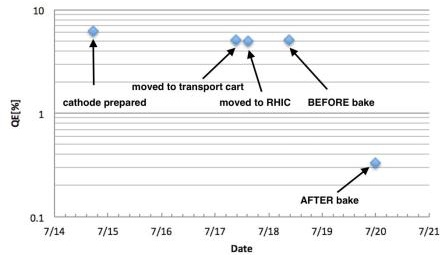 10
moved to transport cart
cathode prepared
moved to RHIC
BEFORE bake
QE[%]
1
AFTER bake
0.1
7/14 7/15 7/16 7/17 7/18 7/19 7/20 7/21
Date